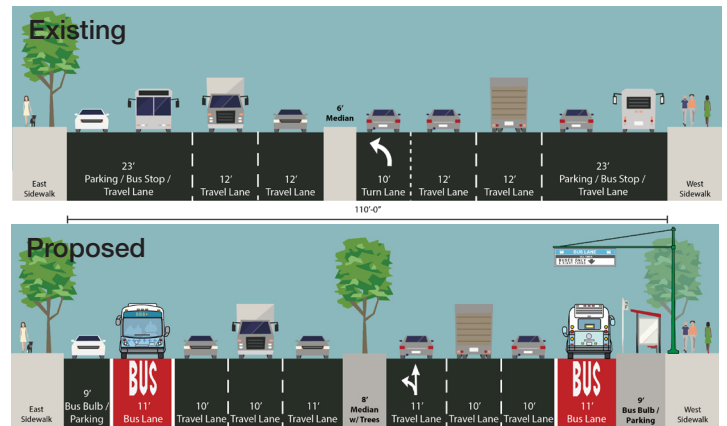 Existing
6'
Median
East
Sidewalk
23'
Parking / Bus Stop /
Travel Lane
12'
Travel Lane
12'
Travel Lane
10'
Turn Lane
12'
Travel Lane
12'
Travel Lane
23'
Parking / Bus Stop /
Travel Lane
West
Sidewalk
110'-0"
Proposed
BUS LANE
East
Sidewalk
9'
Bus Bulb /
Parking
BUS
11'
Bus Lane
10'
Travel Lane
10'
Travel Lane
11'
Travel Lane
8'
Median
w/ Trees
11'
Travel Lane
10'
Travel Lane
10'
Travel Lane
BUS
11'
Bus Lane
9'
Bus Bulb /
Parking
West
Sidewalk